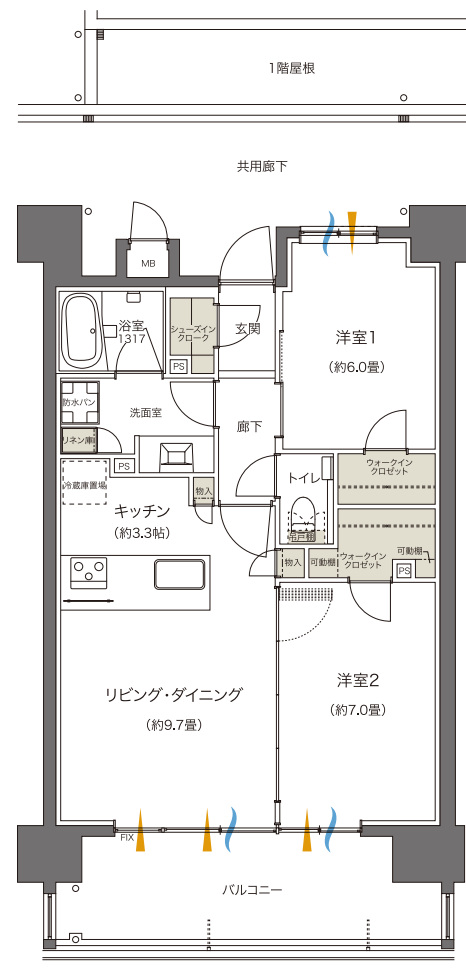 1階屋根
共用廊下
MB
浴室
1317
シューズイン
クローク
玄関
洋室1
(約6.0畳)
PS
防水パン
洗面室
廊下
リネン庫
PS
トイレ
ウォークイン
クロゼット
冷蔵庫置場
物入
キッチン
(約3.3帖)
吊戸棚
物入
可動棚
ウォークイン
クロゼット
可動棚
PS
リビング・ダイニング
(約9.7畳)
洋室2
(約7.0畳)
FIX
バルコニー